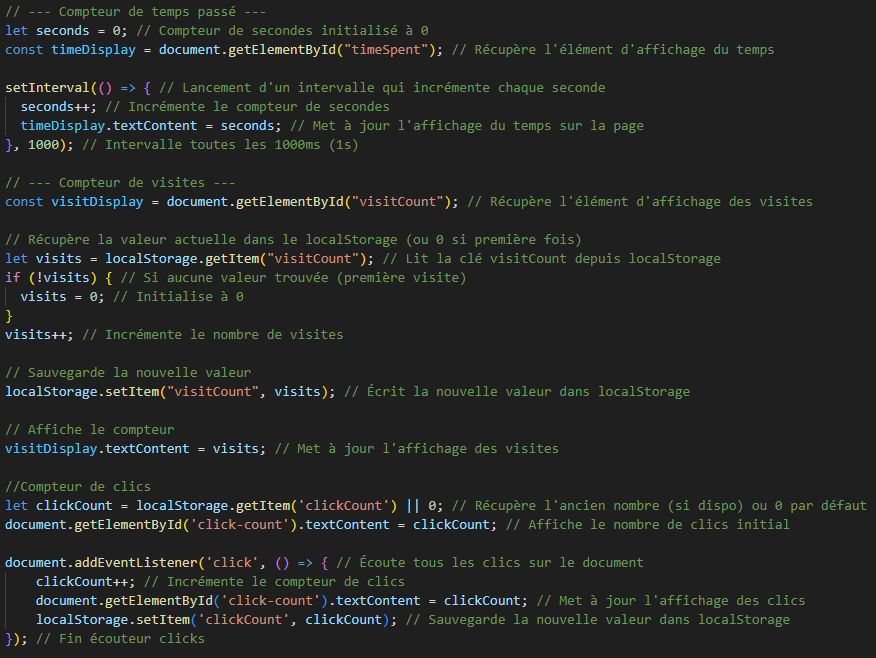 // --- Compteur de temps passé ---
let seconds = 0; // Compteur de secondes initialisé à 0
const timeDisplay = document.getElementById("timeSpent"); // Récupère l'élément d'affichage du temps
setInterval(() => { // Lancement d'un intervalle qui incrémente chaque seconde
  seconds++; // Incrémente le compteur de secondes
  timeDisplay.textContent = seconds; // Met à jour l'affichage du temps sur la page
}, 1000); // Intervalle toutes les 1000ms (1s)
// --- Compteur de visites ---
const visitDisplay = document.getElementById("visitCount"); // Récupère l'élément d'affichage des visites
// Récupère la valeur actuelle dans le localStorage (ou 0 si première fois)
let visits = localStorage.getItem("visitCount"); // Lit la clé visitCount depuis localStorage
if (!visits) { // Si aucune valeur trouvée (première visite)
  visits = 0; // Initialise à 0
}
visits++; // Incrémente le nombre de visites
// Sauvegarde la nouvelle valeur
localStorage.setItem("visitCount", visits); // Écrit la nouvelle valeur dans localStorage
// Affiche le compteur
visitDisplay.textContent = visits; // Met à jour l'affichage des visites
//Compteur de clics
let clickCount = localStorage.getItem('clickCount') || 0; // Récupère l'ancien nombre (si dispo) ou 0 par défaut
document.getElementById('click-count').textContent = clickCount; // Affiche le nombre de clics initial
document.addEventListener('click', () => { // Écoute tous les clics sur le document
    clickCount++; // Incrémente le compteur de clics
    document.getElementById('click-count').textContent = clickCount; // Met à jour l'affichage des clics
    localStorage.setItem('clickCount', clickCount); // Sauvegarde la nouvelle valeur dans localStorage
}); // Fin écouteur clicks